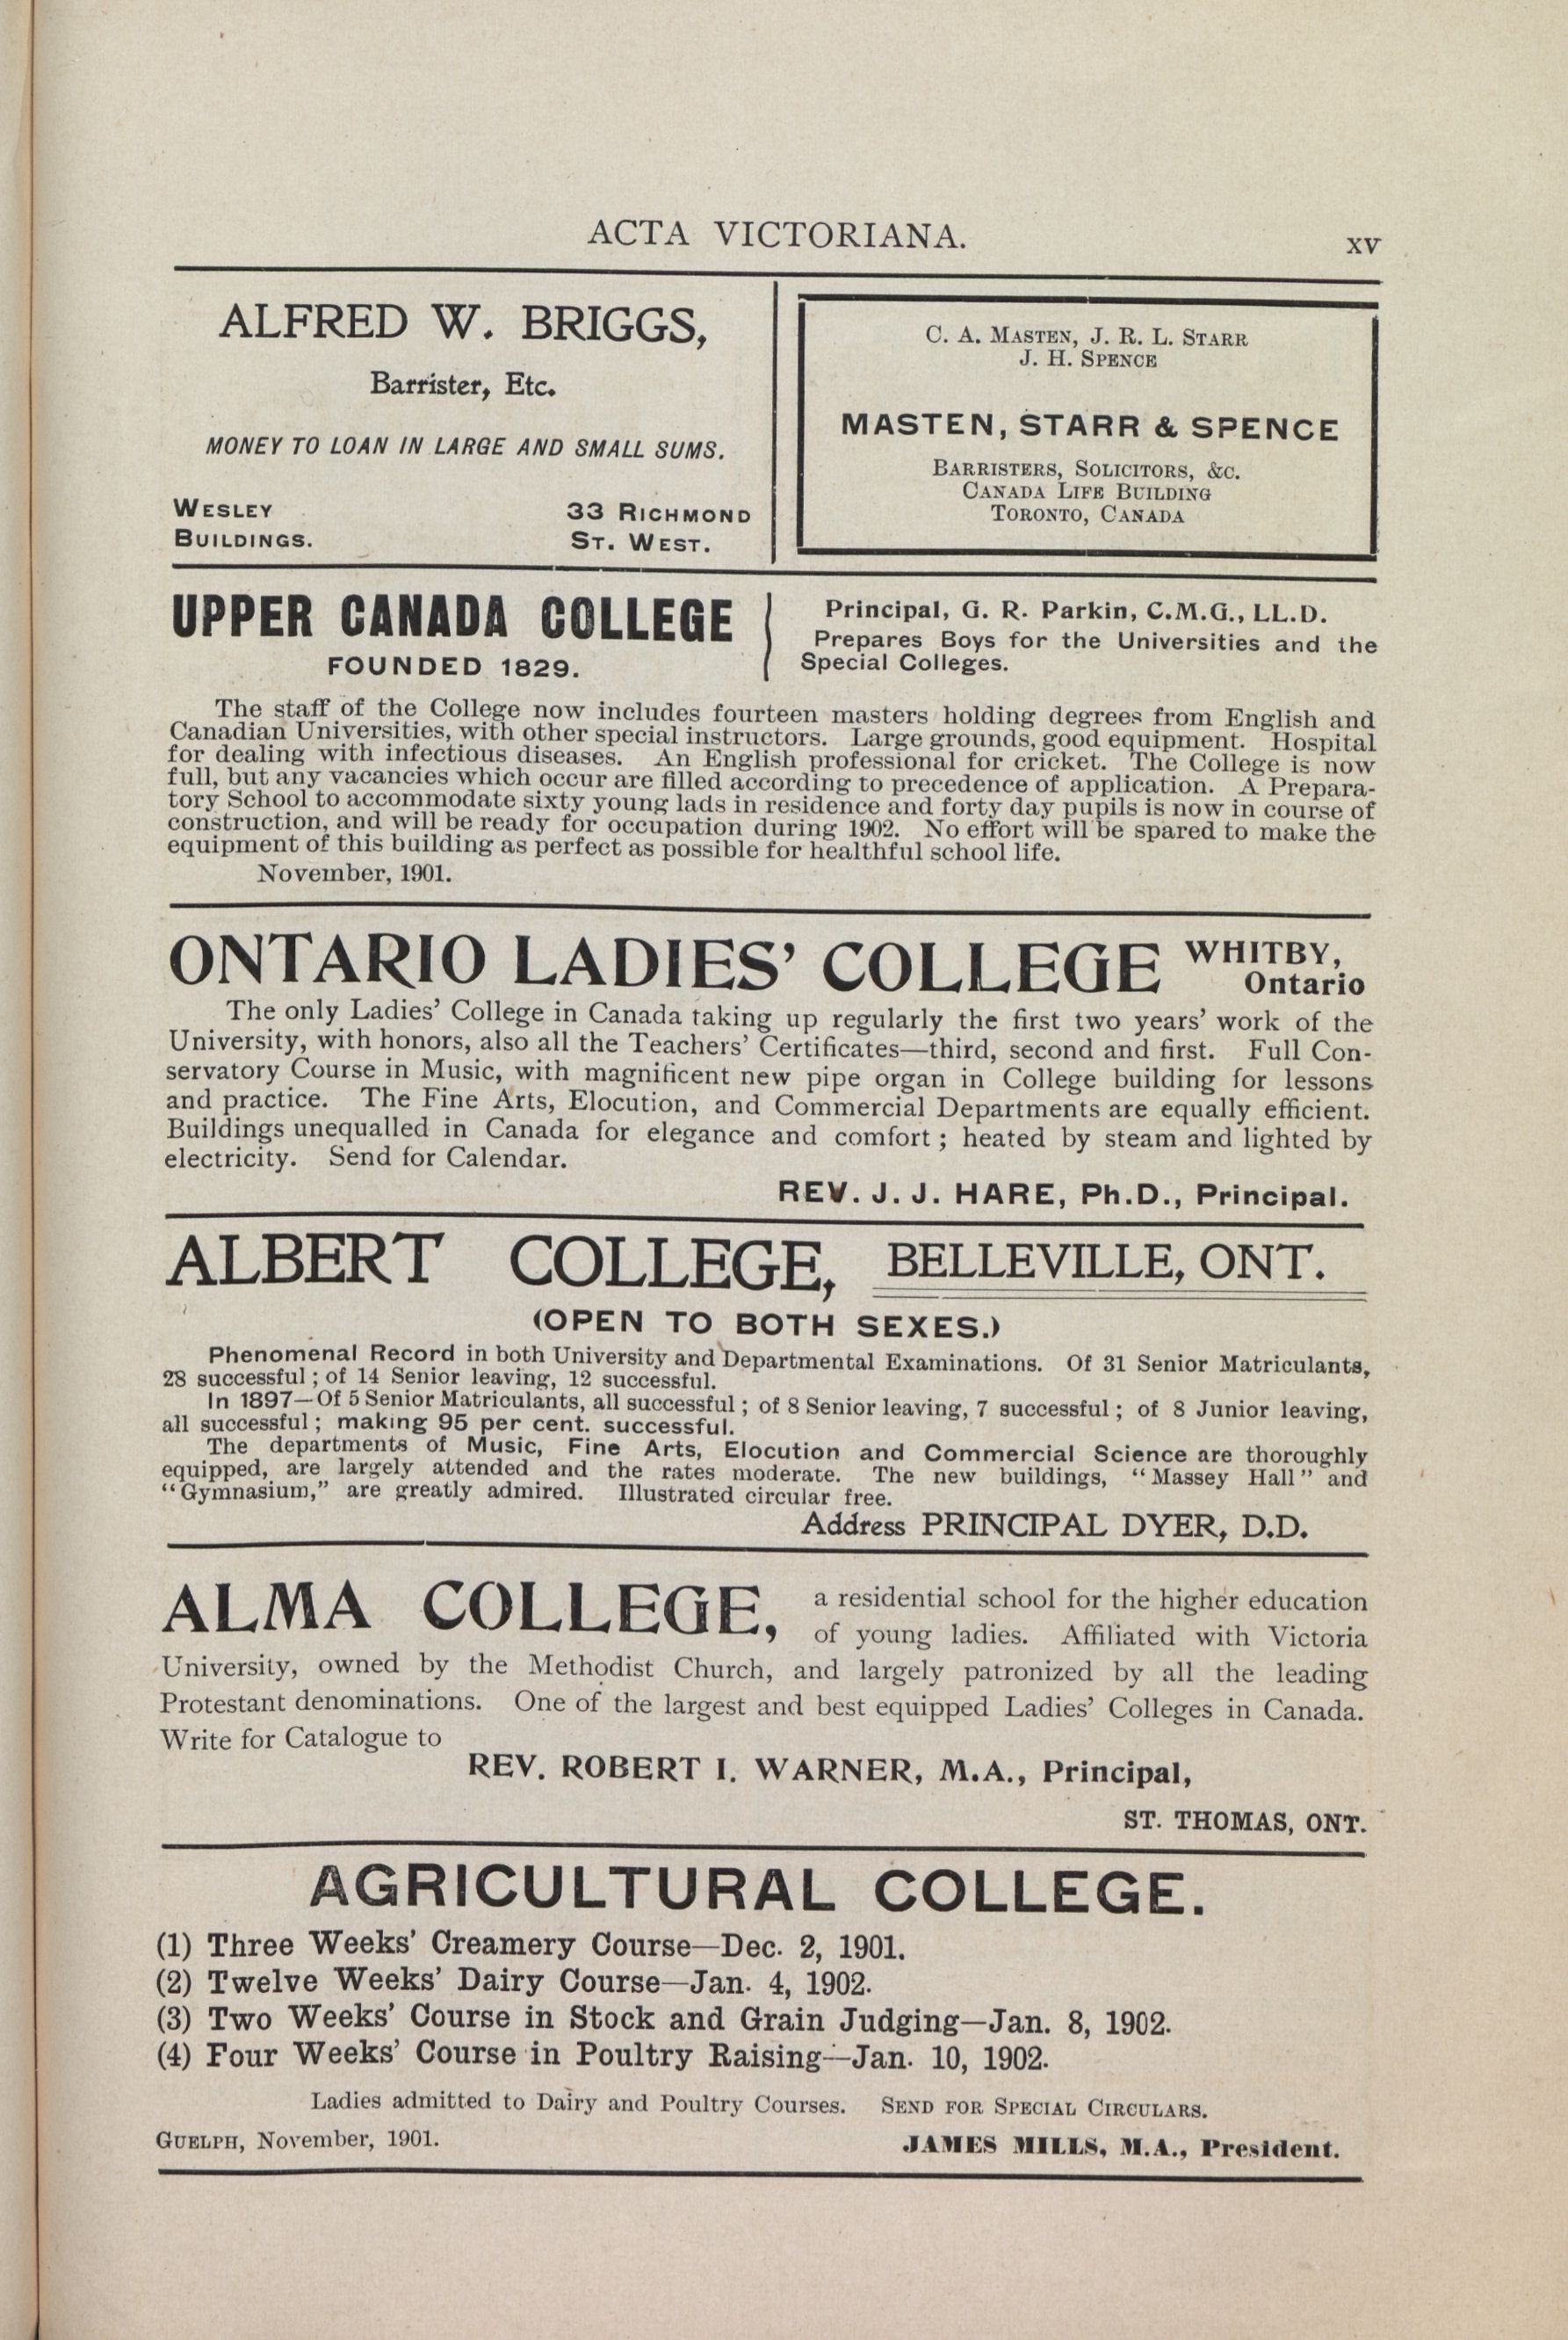 ACTA VICTORIANA.
XV
ALFRED W. BRIGGS,
Barrister, Etc.
MONEY TO LOAN IN LARGE AND SMALL SUMS.
WESLEY
BUILDINGS.
33 RICHMOND
ST. WEST.
C. A. MASTEN, J. R. L. STARR
J. H. SPENCE
MASTEN, STARR & SPENCE
BARRISTERS, SOLICITORS, &C.
CANADA LIFE BUILDING
TORONTO, CANADA
UPPER CANADA COLLEGE
FOUNDED 1829.
Principal, G. R. Parkin, C.M.G., LL.D.
Prepares Boys for the Universities and the
Special Colleges.
The staff of the College now includes fourteen masters holding degrees from English and
Canadian Universities, with other special instructors. Large grounds, good equipment. Hospital
for dealing with infectious diseases. An English professional for cricket. The College is now
full, but any vacancies which occur are filled according to precedence of application. A Prepara-
tory School to accommodate sixty young lads in residence and forty day pupils is now in course of
construction, and will be ready for occupation during 1902. No effort will be spared to make the
equipment of this building as perfect as possible for healthful school life.
November, 1901.
ONTARIO LADIES' COLLEGE WHITBY,
Ontario
The only Ladies' College in Canada taking up regularly the first two years' work of the
University, with honors, also all the Teachers' Certificates—third, second and first. Full Con-
servatory Course in Music, with magnificent new pipe organ in College building for lessons
and practice. The Fine Arts, Elocution, and Commercial Departments are equally efficient.
Buildings unequalled in Canada for elegance and comfort; heated by steam and lighted by
electricity. Send for Calendar.
REV. J. J. HARE, Ph.D., Principal.
ALBERT COLLEGE, BELLEVILLE, ONT.
(OPEN TO BOTH SEXES.)
Phenomenal Record in both University and Departmental Examinations. Of 31 Senior Matriculants,
28 successful; of 14 Senior leaving, 12 successful.
In 1897—Of 5 Senior Matriculants, all successful; of 8 Senior leaving, 7 successful; of 8 Junior leaving,
all successful; making 95 per cent. successful.
The departments of Music, Fine Arts, Elocution and Commercial Science are thoroughly
equipped, are largely attended and the rates moderate. The new buildings, "Massey Hall" and
"Gymnasium," are greatly admired. Illustrated circular free.
Address PRINCIPAL DYER, D.D.
ALMA COLLEGE, a residential school for the higher education
of young ladies. Affiliated with Victoria
University, owned by the Methodist Church, and largely patronized by all the leading
Protestant denominations. One of the largest and best equipped Ladies' Colleges in Canada.
Write for Catalogue to
REV. ROBERT I. WARNER, M.A., Principal,
ST. THOMAS, ONT.
AGRICULTURAL COLLEGE.
(1) Three Weeks' Creamery Course—Dec. 2, 1901.
(2) Twelve Weeks' Dairy Course—Jan. 4, 1902.
(3) Two Weeks' Course in Stock and Grain Judging—Jan. 8, 1902.
(4) Four Weeks' Course in Poultry Raising—Jan. 10, 1902.
Ladies admitted to Dairy and Poultry Courses. SEND FOR SPECIAL CIRCULARS.
GUELPH, November, 1901.
JAMES MILLS, M.A., President.